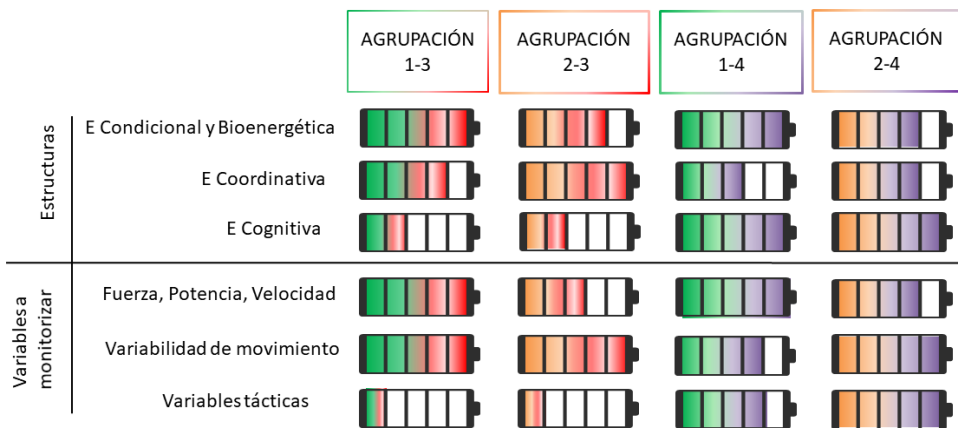 AGRUPACIÓN
1-3
AGRUPACIÓN
2-3
AGRUPACIÓN
1-4
AGRUPACIÓN
2-4
Estructuras
E Condicional y Bioenergética
E Coordinativa
E Cognitiva
Variables a
monitorizar
Fuerza, Potencia, Velocidad
Variabilidad de movimiento
Variables tácticas